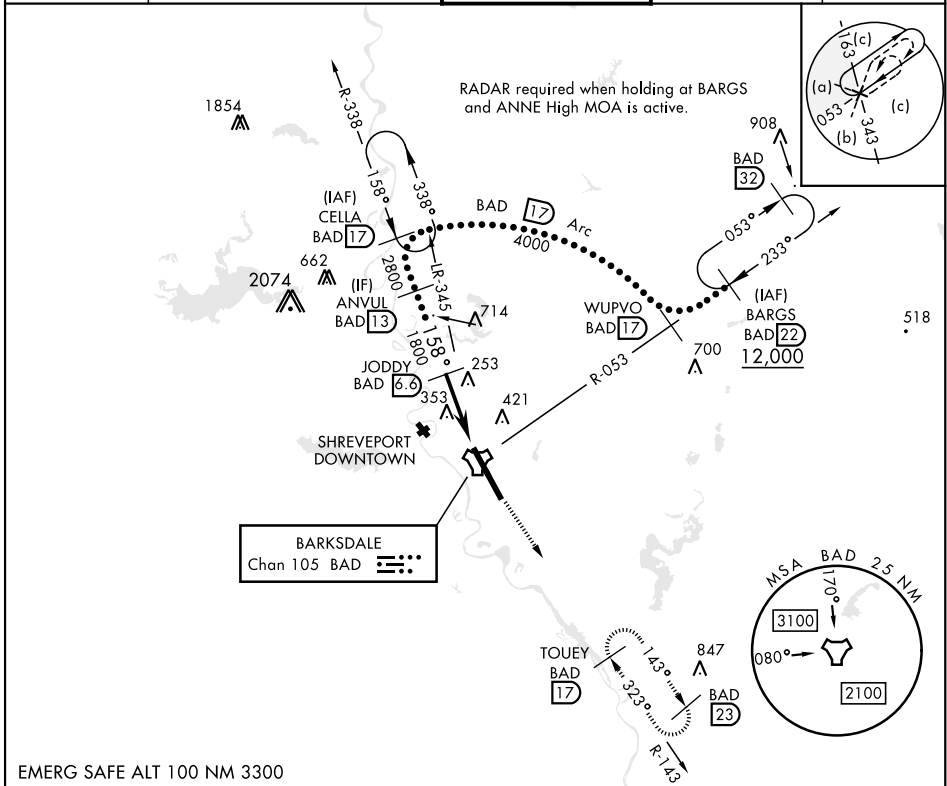 RADAR required when holding at BARGS
and ANNE High MOA is active.
163
(c)
(a)
(c)
053
(b)
343
1854
R-338
908
BAD
32
158°
338°
(IAF)
CELLA
BAD 17
BAD 17 Arc
4000
053°
233°
2074
662
2800
LR-345
(IF)
ANVUL
BAD 13
714
WUPVO
BAD 17
(IAF)
BARGS
BAD 22
12,000
518
1800
158°
700
R-053
JODDY
BAD 6.6
253
353
421
SHREVEPORT
DOWNTOWN
BARKSDALE
Chan 105 BAD
MSA BAD 25 NM
170°
3100
080°
2100
TOUEY
BAD
17
143°
323°
847
BAD
23
R-143
EMERG SAFE ALT 100 NM 3300